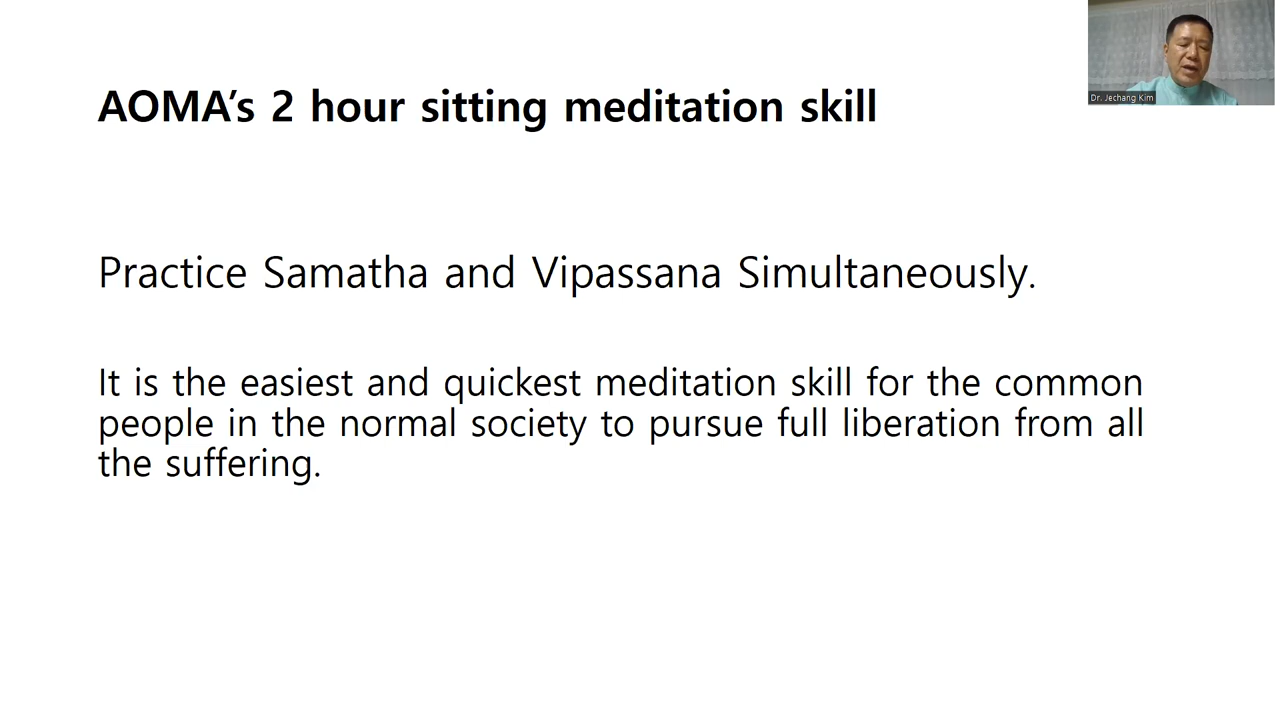 AOMA's 2 hour sitting meditation skill
Dr. Jechang Kim
Practice Samatha and Vipassana Simultaneously.
It is the easiest and quickest meditation skill for the common
people in the normal society to pursue full liberation from all
the suffering.